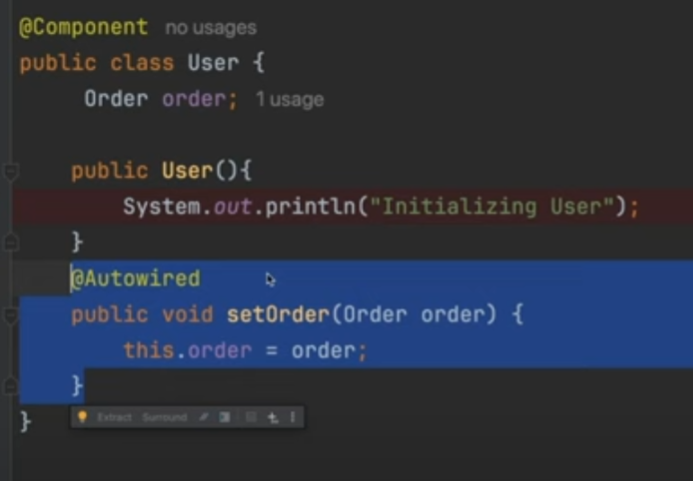 @Component no usages
public class User {
Order order; 1 usage
public User(){
System.out.println("Initializing User");
}
@Autowired
public void setOrder(Order order) {
this.order = order;
}
Extract Surround
}